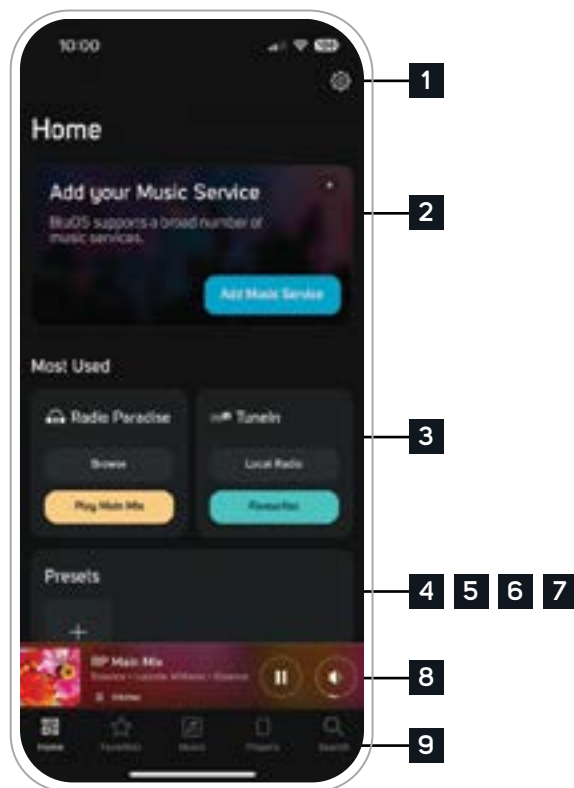 10:00
1
Home
Add your Music Service
BluOS supports a broad number of
music services.
2
Add Music Service
Most Used
Radio Paradise
TuneIn
3
Browse
Local Radio
Play Main Mix
Favourites
Presets
4 5 6 7
+
RP Main Mix
8
Home Favorites Music Players Search
9